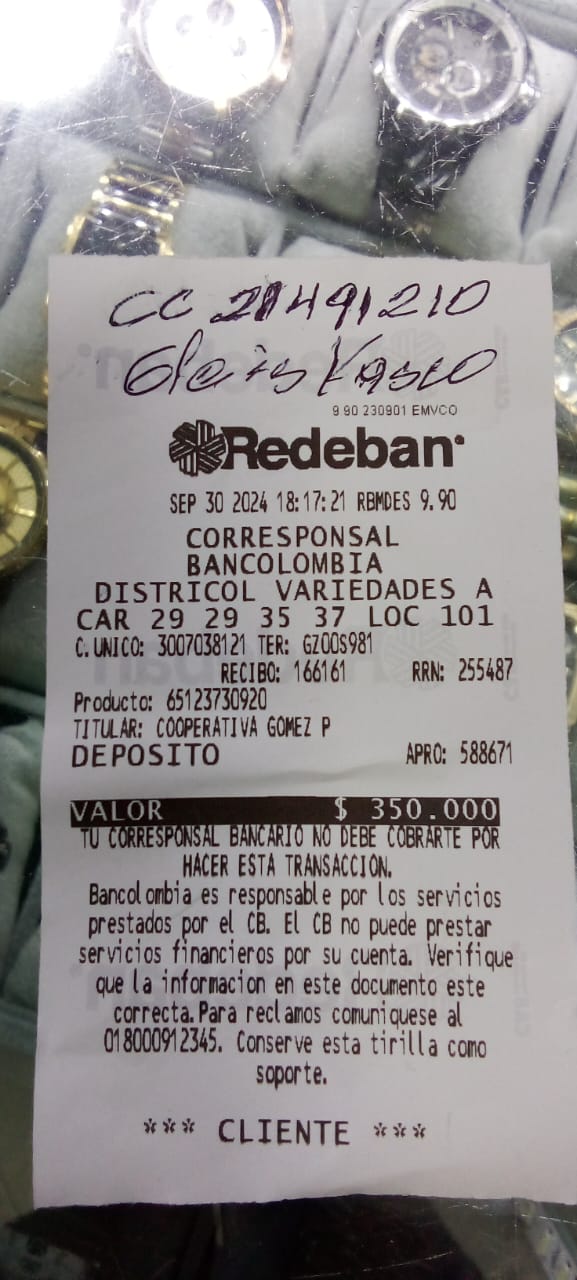 CC 21491210
Gleis Vasco
9 90 230901 EMVCO
Redeban
SEP 30 2024 18:17:21 RBMDES 9.90
CORRESPONSAL
BANCOLOMBIA
DISTRICOL VARIEDADES A
CAR 29 29 35 37 LOC 101
C. UNICO: 3007038121 TER: GZ00S981
RECIBO: 166161 RRN: 255487
Producto: 65123730920
TITULAR: COOPERATIVA GOMEZ P
DEPOSITO APRO: 588671
VALOR $ 350.000
TU CORRESPONSAL BANCARIO NO DEBE COBRARTE POR
HACER ESTA TRANSACCION.
Bancolombia es responsable por los servicios
prestados por el CB. El CB no puede prestar
servicios financieros por su cuenta. Verifique
que la informacion en este documento este
correcta.Para reclamos comuniquese al
018000912345. Conserve esta tirilla como
soporte.
*** CLIENTE ***